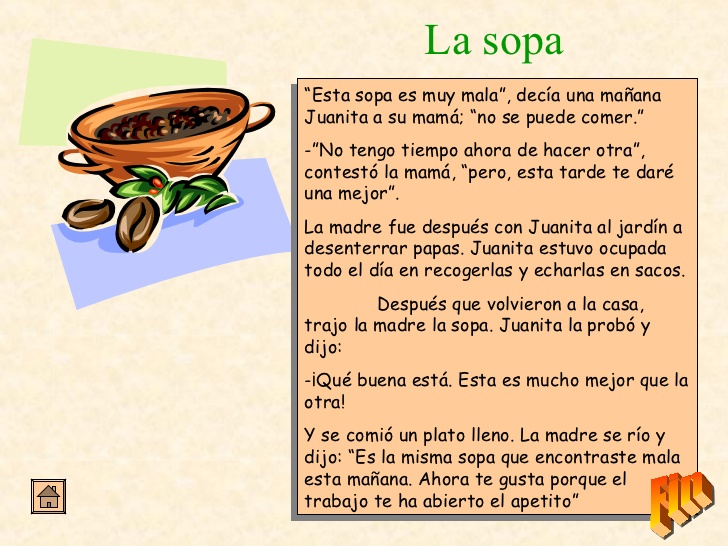 La sopa
“Esta sopa es muy mala”, decía una mañana
Juanita a su mamá; “no se puede comer.”
-”No tengo tiempo ahora de hacer otra”,
contestó la mamá, “pero, esta tarde te daré
una mejor”.
La madre fue después con Juanita al jardín a
desenterrar papas. Juanita estuvo ocupada
todo el día en recogerlas y echarlas en sacos.
Después que volvieron a la casa,
trajo la madre la sopa. Juanita la probó y
dijo:
-¡Qué buena está. Esta es mucho mejor que la
otra!
Y se comió un plato lleno. La madre se río y
dijo: “Es la misma sopa que encontraste mala
esta mañana. Ahora te gusta porque el
trabajo te ha abierto el apetito”
Fin